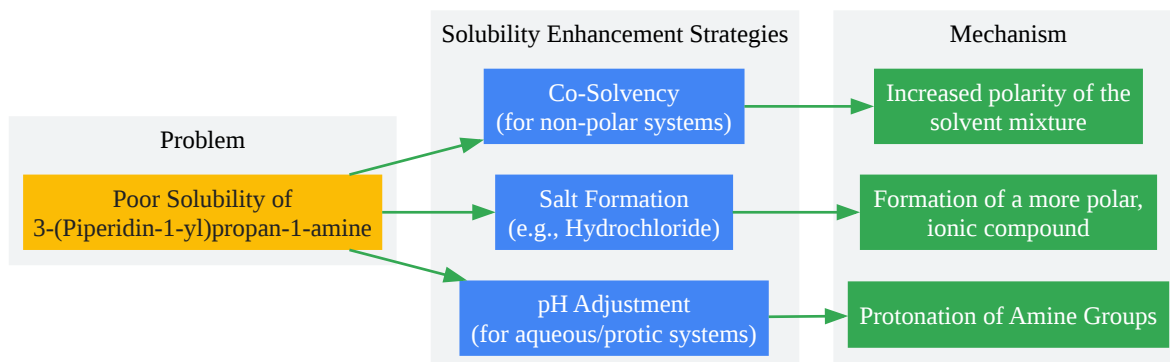 Solubility Enhancement Strategies
Mechanism
Co-Solvency
(for non-polar systems)
Increased polarity of the
solvent mixture
Problem
Poor Solubility of
3-(Piperidin-1-yl)propan-1-amine
Salt Formation
(e.g., Hydrochloride)
Formation of a more polar,
ionic compound
pH Adjustment
(for aqueous/protic systems)
Protonation of Amine Groups